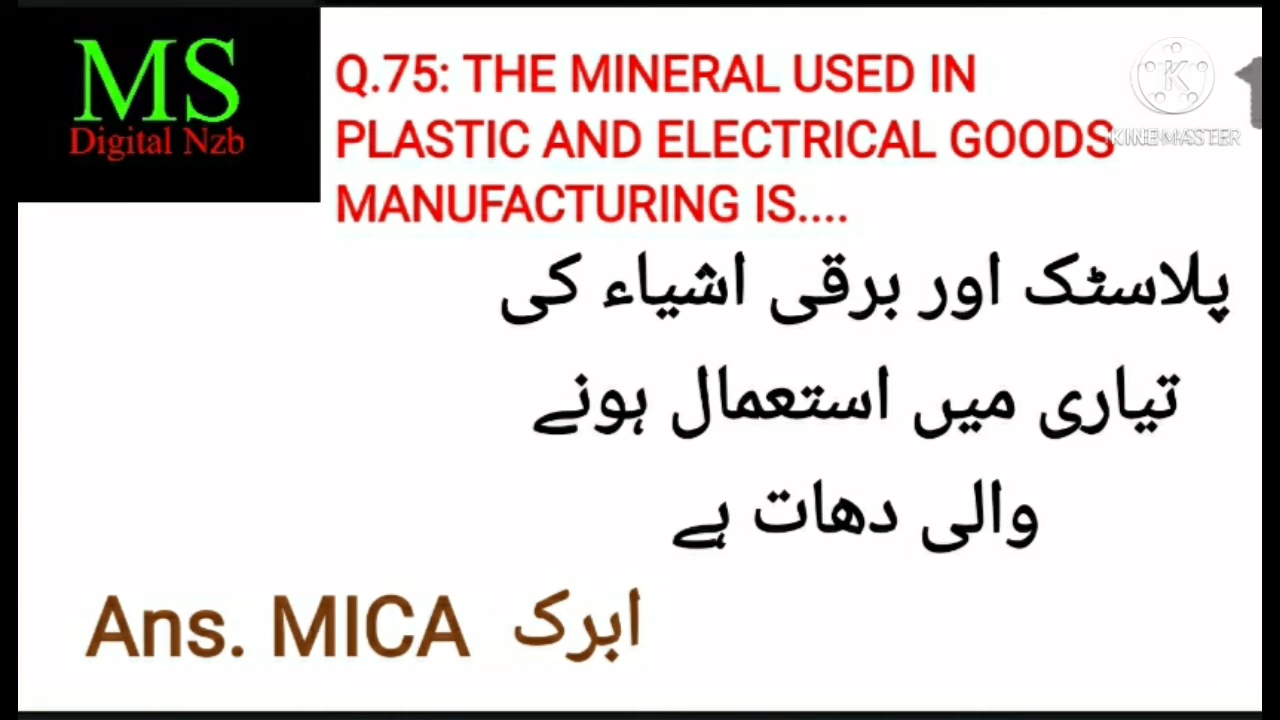 MS
Digital Nzb
Q.75: THE MINERAL USED IN
PLASTIC AND ELECTRICAL GOODS
MANUFACTURING IS....
KINEMASTER
پلاسٹک اور برقی اشیاء کی
تیاری میں استعمال ہونے
والی دھات ہے
Ans. MICA ابرک